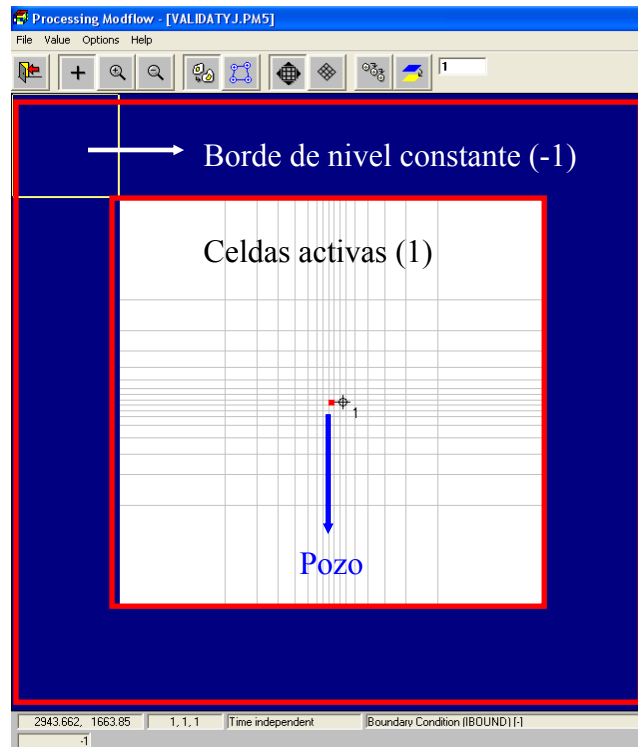 Processing Modflow - [VALIDATYJ.PM5]
File Value Options Help
1
Borde de nivel constante (-1)
Celdas activas (1)
1
Pozo
2943.662, 1663.85 1, 1, 1 Time independent Boundary Condition (IBOUND) [-]
-1